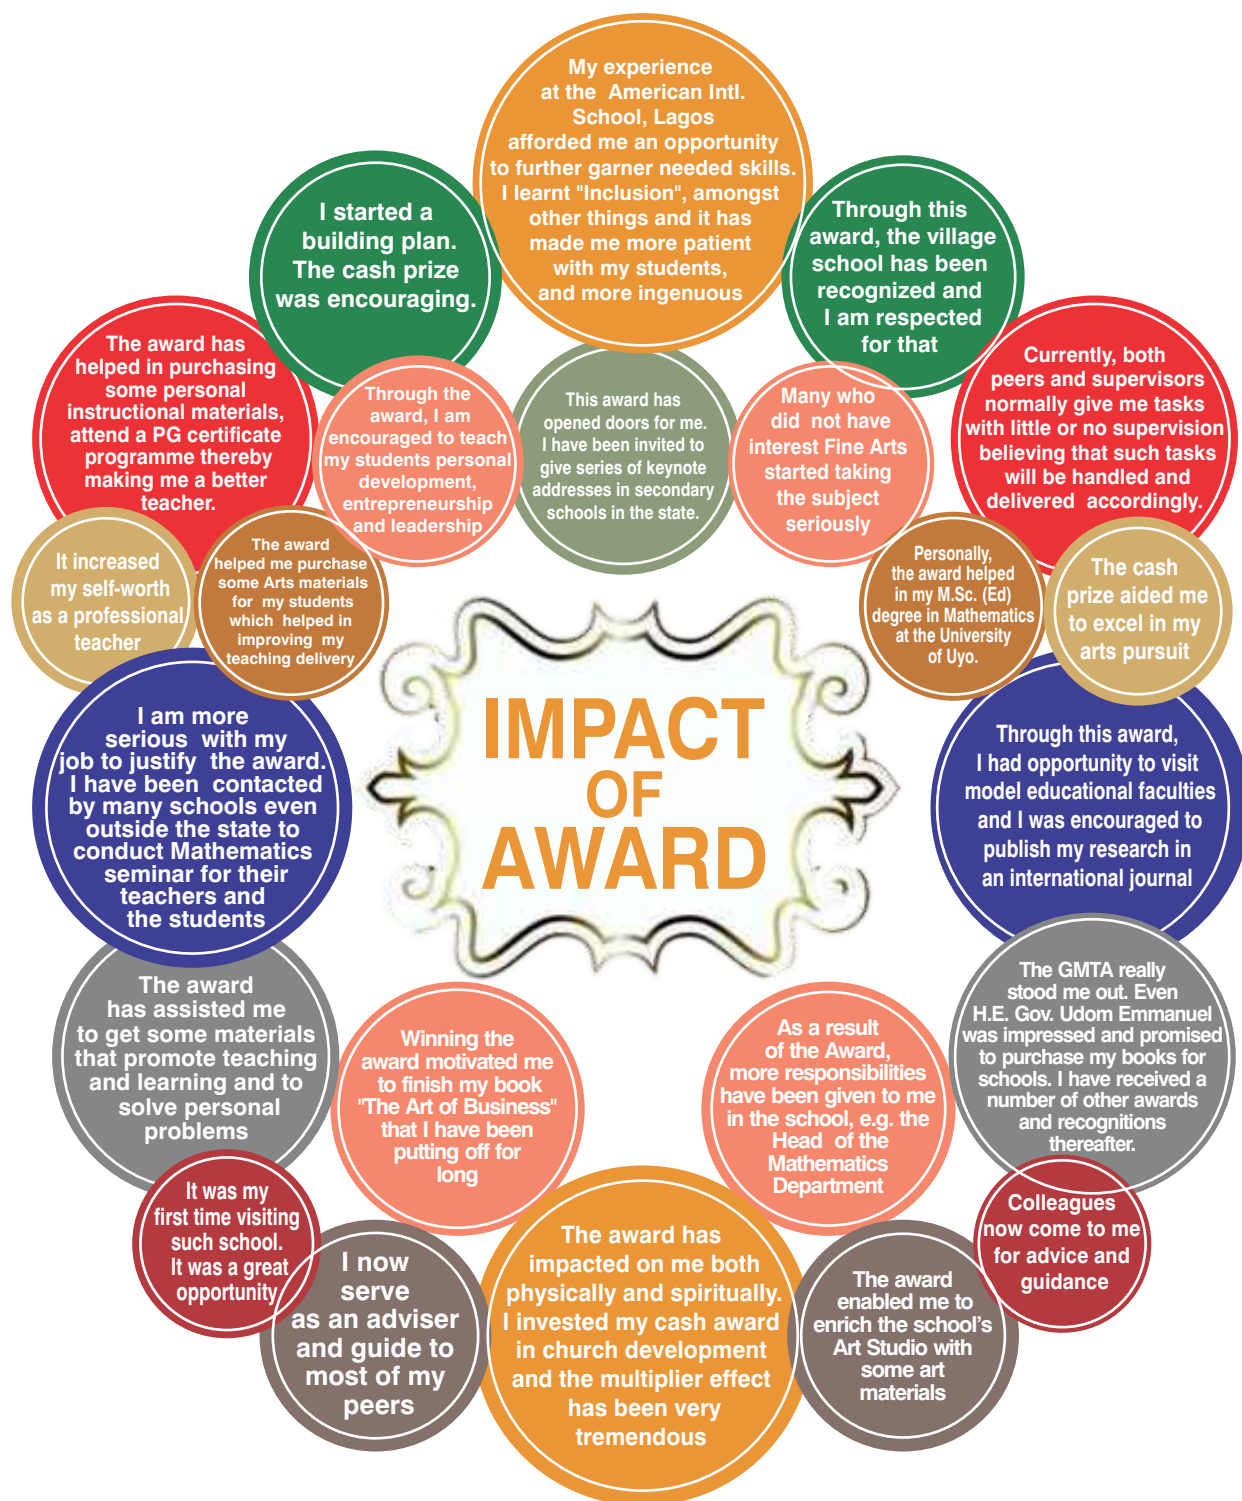 My experience
at the American Intl.
School, Lagos
afforded me an opportunity
to further garner needed skills.
I learnt "Inclusion", amongst
other things and it has
made me more patient
with my students,
and more ingenuous
I started a
building plan.
The cash prize
was encouraging.
Through this
award, the village
school has been
recognized and
I am respected
for that
The award has
helped in purchasing
some personal
instructional materials,
attend a PG certificate
programme thereby
making me a better
teacher.
Through the
award, I am
encouraged to teach
my students personal
development,
entrepreneurship
and leadership
This award has
opened doors for me.
I have been invited to
give series of keynote
addresses in secondary
schools in the state.
Many who
did not have
interest Fine Arts
started taking
the subject
seriously
Currently, both
peers and supervisors
normally give me tasks
with little or no supervision
believing that such tasks
will be handled and
delivered accordingly.
It increased
my self-worth
as a professional
teacher
The award
helped me purchase
some Arts materials
for my students
which helped in
improving my
teaching delivery
Personally,
the award helped
in my M.Sc. (Ed)
degree in Mathematics
at the University
of Uyo.
The cash
prize aided me
to excel in my
arts pursuit
I am more
serious with my
job to justify the award.
I have been contacted
by many schools even
outside the state to
conduct Mathematics
seminar for their
teachers and
the students
IMPACT
OF
AWARD
Through this award,
I had opportunity to visit
model educational faculties
and I was encouraged to
publish my research in
an international journal
The award
has assisted me
to get some materials
that promote teaching
and learning and to
solve personal
problems
Winning the
award motivated me
to finish my book
"The Art of Business"
that I have been
putting off for
long
As a result
of the Award,
more responsibilities
have been given to me
in the school, e.g. the
Head of the
Mathematics
Department
The GMTA really
stood me out. Even
H.E. Gov. Udom Emmanuel
was impressed and promised
to purchase my books for
schools. I have received a
number of other awards
and recognitions
thereafter.
It was my
first time visiting
such school.
It was a great
opportunity
I now
serve
as an adviser
and guide to
most of my
peers
The award has
impacted on me both
physically and spiritually.
I invested my cash award
in church development
and the multiplier effect
has been very
tremendous
The award
enabled me to
enrich the school's
Art Studio with
some art
materials
Colleagues
now come to me
for advice and
guidance